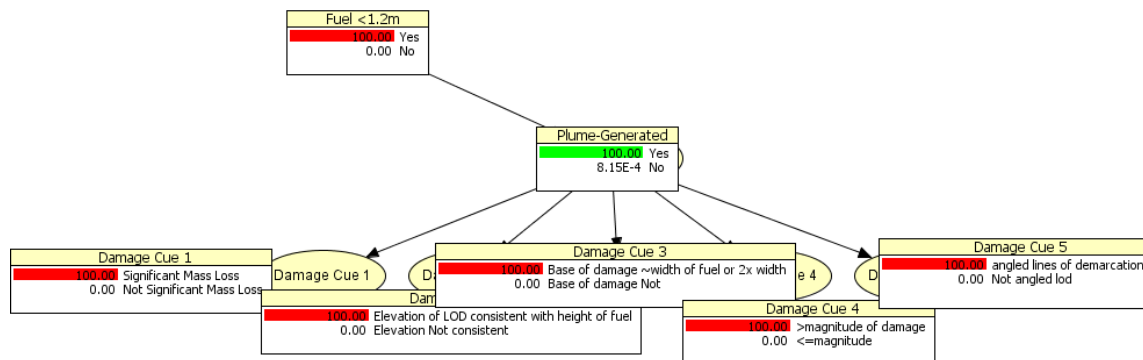 Fuel <1.2m
100.00 Yes
0.00 No
Plume-Generated
100.00 Yes
8.15E-4 No
Damage Cue 1
100.00 Significant Mass Loss
0.00 Not Significant Mass Loss
Damage Cue 1
Da
Dam
100.00 Elevation of LOD consistent with height of fuel
0.00 Elevation Not consistent
Damage Cue 3
100.00 Base of damage ~width of fuel or 2x width
0.00 Base of damage Not
e 4
Damage Cue 4
100.00 >magnitude of damage
0.00 <=magnitude
D
Damage Cue 5
100.00 angled lines of demarcation
0.00 Not angled lod